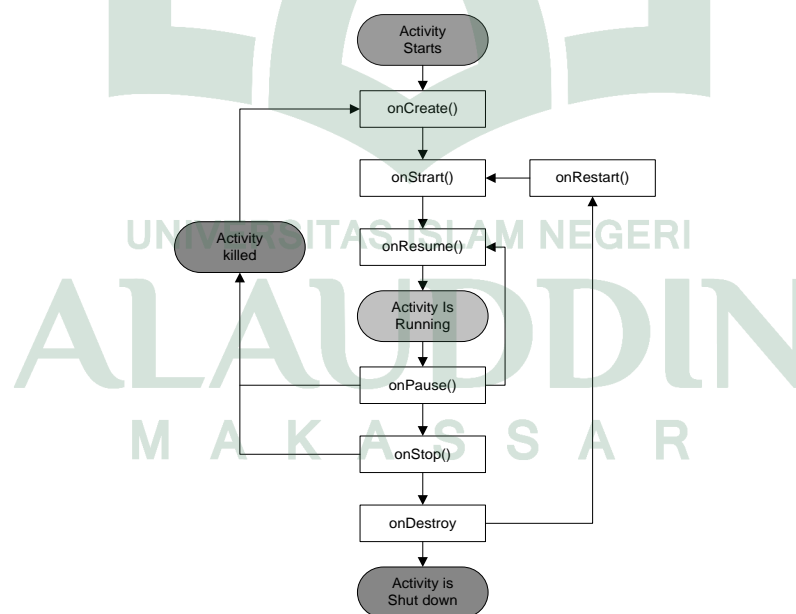 Activity
Starts
onCreate()
onStrart()
onRestart()
UNIVERSITAS ISLAM NEGERI
Activity
killed
onResume()
Activity Is
Running
ALAUDDIN
onPause()
MAKASSAR
onStop()
onDestroy
Activity is
Shut down